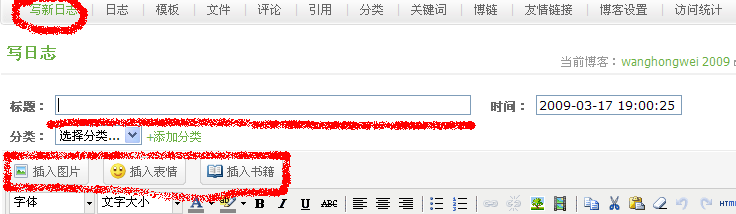 写新日志 | 日志 | 模板 | 文件 | 评论 | 引用 | 分类 | 关键词 | 博链 | 友情链接 | 博客设置 | 访问统计
写日志
当前博客：wanghongwei 2009
标题： 时间： 2009-03-17 19:00:25
分类： 选择分类... +添加分类
插入图片 插入表情 插入书籍
字体 文字大小 A ab B I U ABC HTML